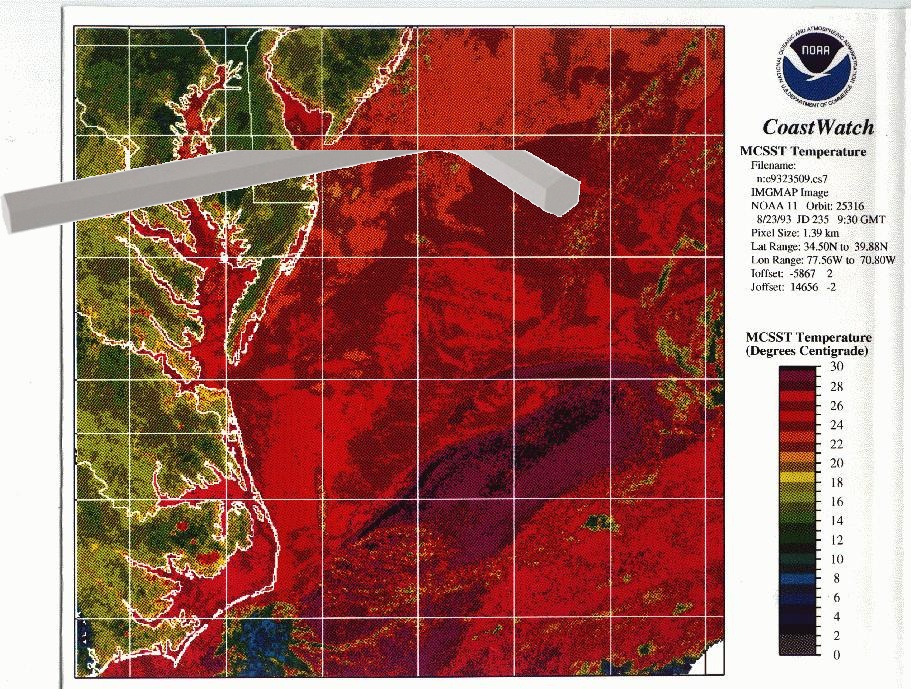 NATIONAL OCEANIC AND ATMOSPHERIC ADMINISTRATION
NOAA
U.S. DEPARTMENT OF COMMERCE
CoastWatch
MCSST Temperature
Filename:
n:c9323509.cs7
IMGMAP Image
NOAA 11 Orbit: 25316
8/23/93 JD 235 9:30 GMT
Pixel Size: 1.39 km
Lat Range: 34.50N to 39.88N
Lon Range: 77.56W to 70.80W
Ioffset: -5867 2
Joffset: 14656 -2
MCSST Temperature
(Degrees Centigrade)
30
28
26
24
22
20
18
16
14
12
10
8
6
4
2
0